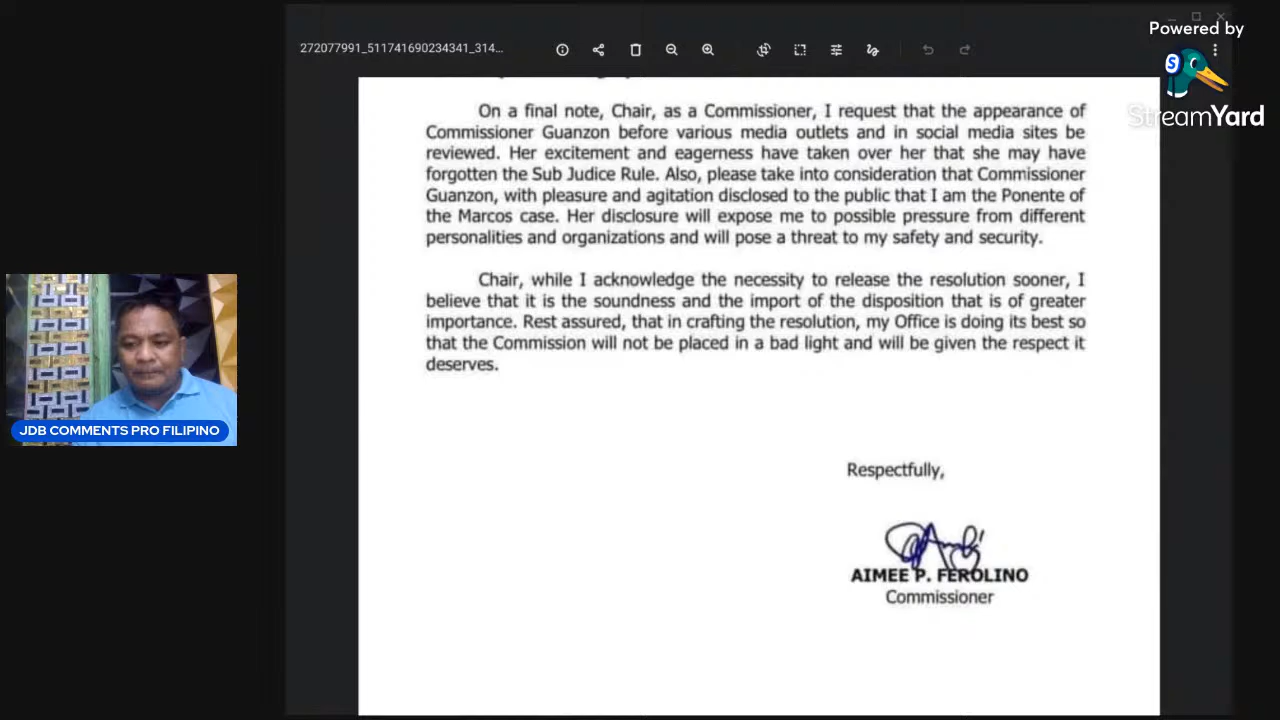 272077991_511741690234341_314...
Powered by
S
StreamYard
On a final note, Chair, as a Commissioner, I request that the appearance of
Commissioner Guanzon before various media outlets and in social media sites be
reviewed. Her excitement and eagerness have taken over her that she may have
forgotten the Sub Judice Rule. Also, please take into consideration that Commissioner
Guanzon, with pleasure and agitation disclosed to the public that I am the Ponente of
the Marcos case. Her disclosure will expose me to possible pressure from different
personalities and organizations and will pose a threat to my safety and security.
Chair, while I acknowledge the necessity to release the resolution sooner, I
believe that it is the soundness and the import of the disposition that is of greater
importance. Rest assured, that in crafting the resolution, my Office is doing its best so
that the Commission will not be placed in a bad light and will be given the respect it
deserves.
JDB COMMENTS PRO FILIPINO
Respectfully,
AIMEE P. FEROLINO
Commissioner